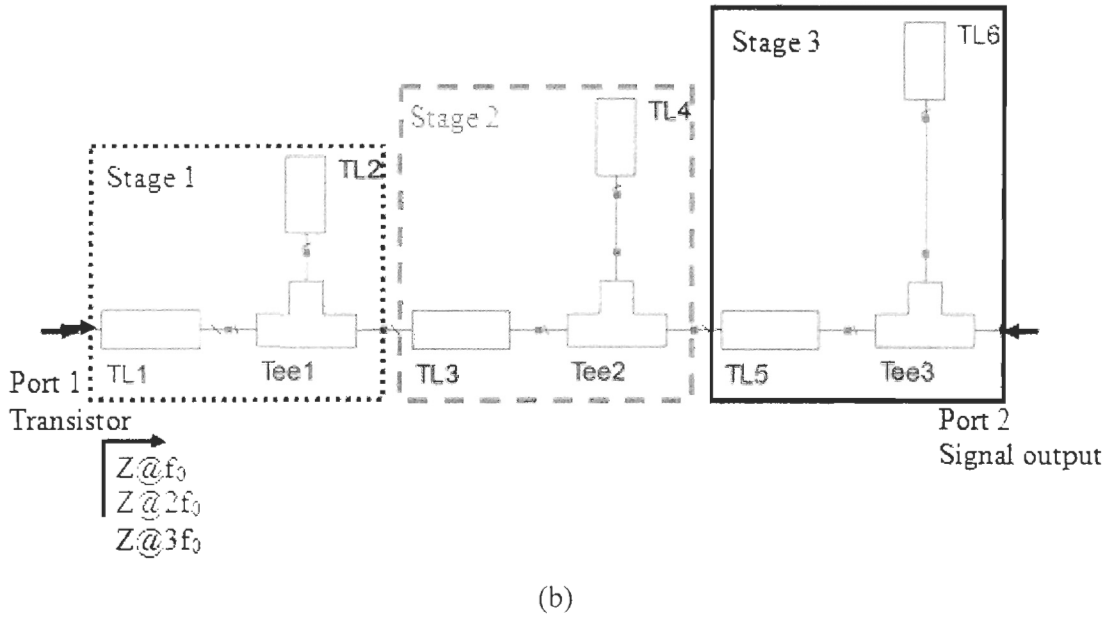 Stage 3
TL6
Stage 2
TL4
Stage 1
TL2
TL1
Tee1
TL3
Tee2
TL5
Tee3
Port 1
Transistor
Port 2
Signal output
Z@f₀
Z@2f₀
Z@3f₀
(b)